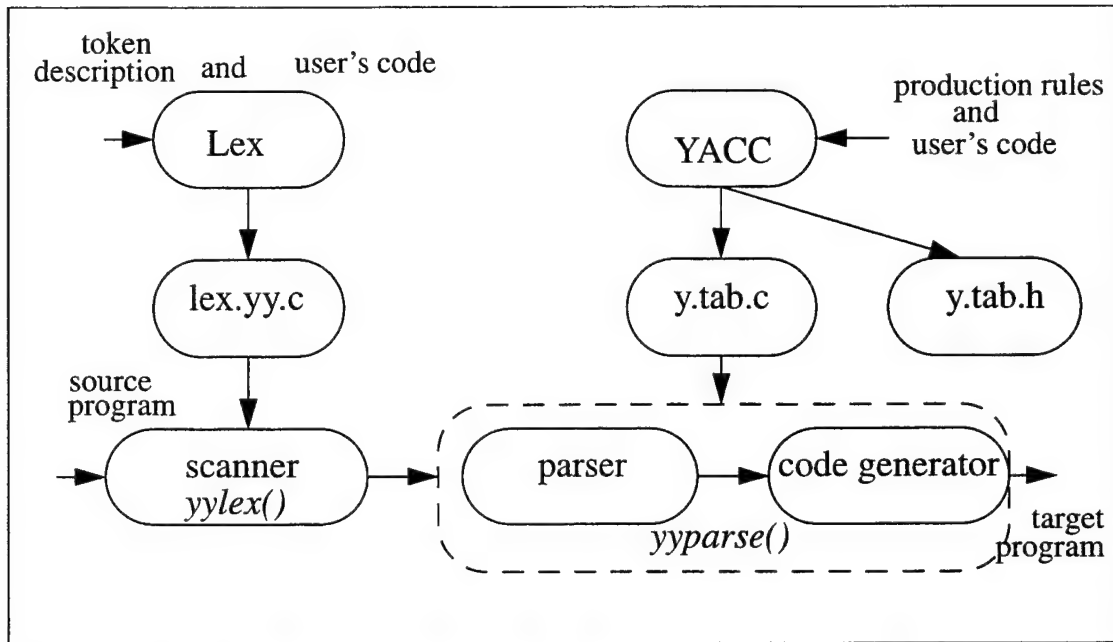 token
description and user's code
Lex
YACC
production rules
and
user's code
lex.yy.c
y.tab.c
y.tab.h
source
program
scanner
yylex()
parser
code generator
yyparse()
target
program